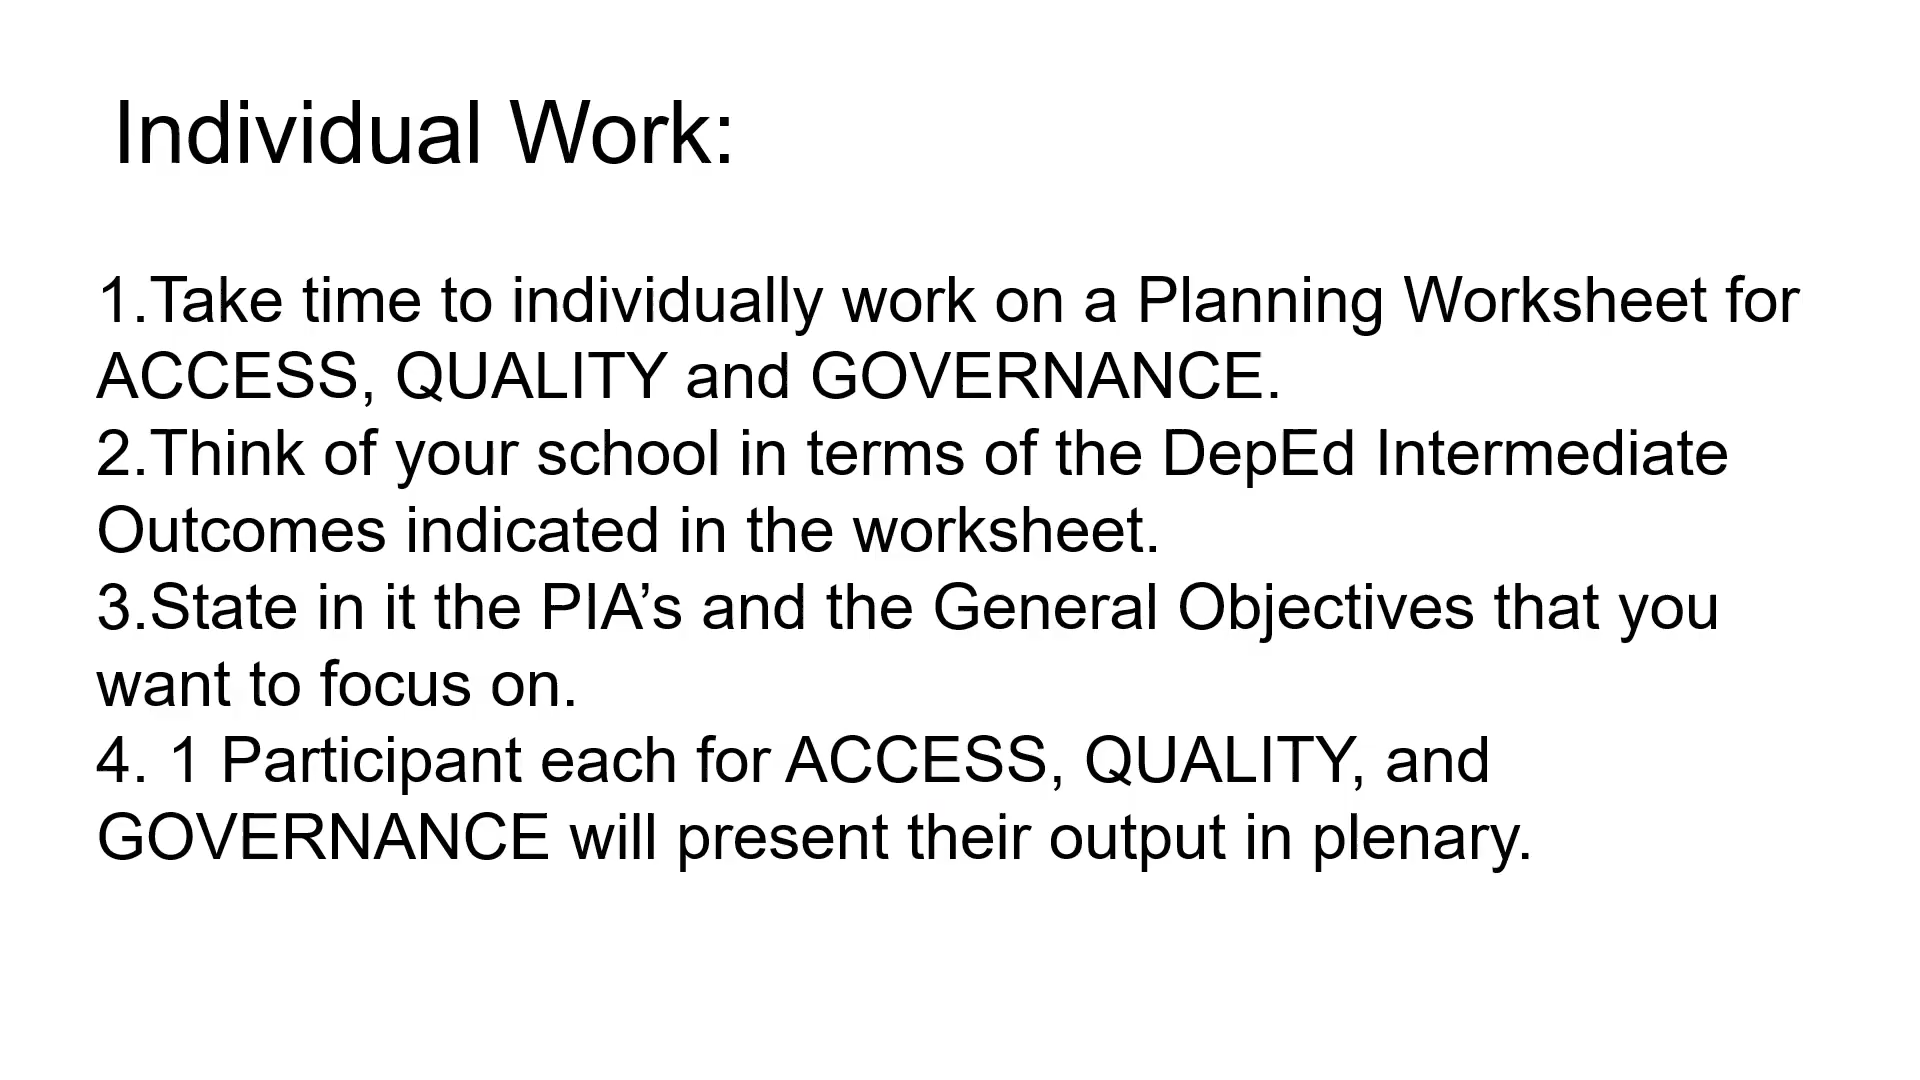 Individual Work:
1.Take time to individually work on a Planning Worksheet for
ACCESS, QUALITY and GOVERNANCE.
2.Think of your school in terms of the DepEd Intermediate
Outcomes indicated in the worksheet.
3.State in it the PIA’s and the General Objectives that you
want to focus on.
4. 1 Participant each for ACCESS, QUALITY, and
GOVERNANCE will present their output in plenary.